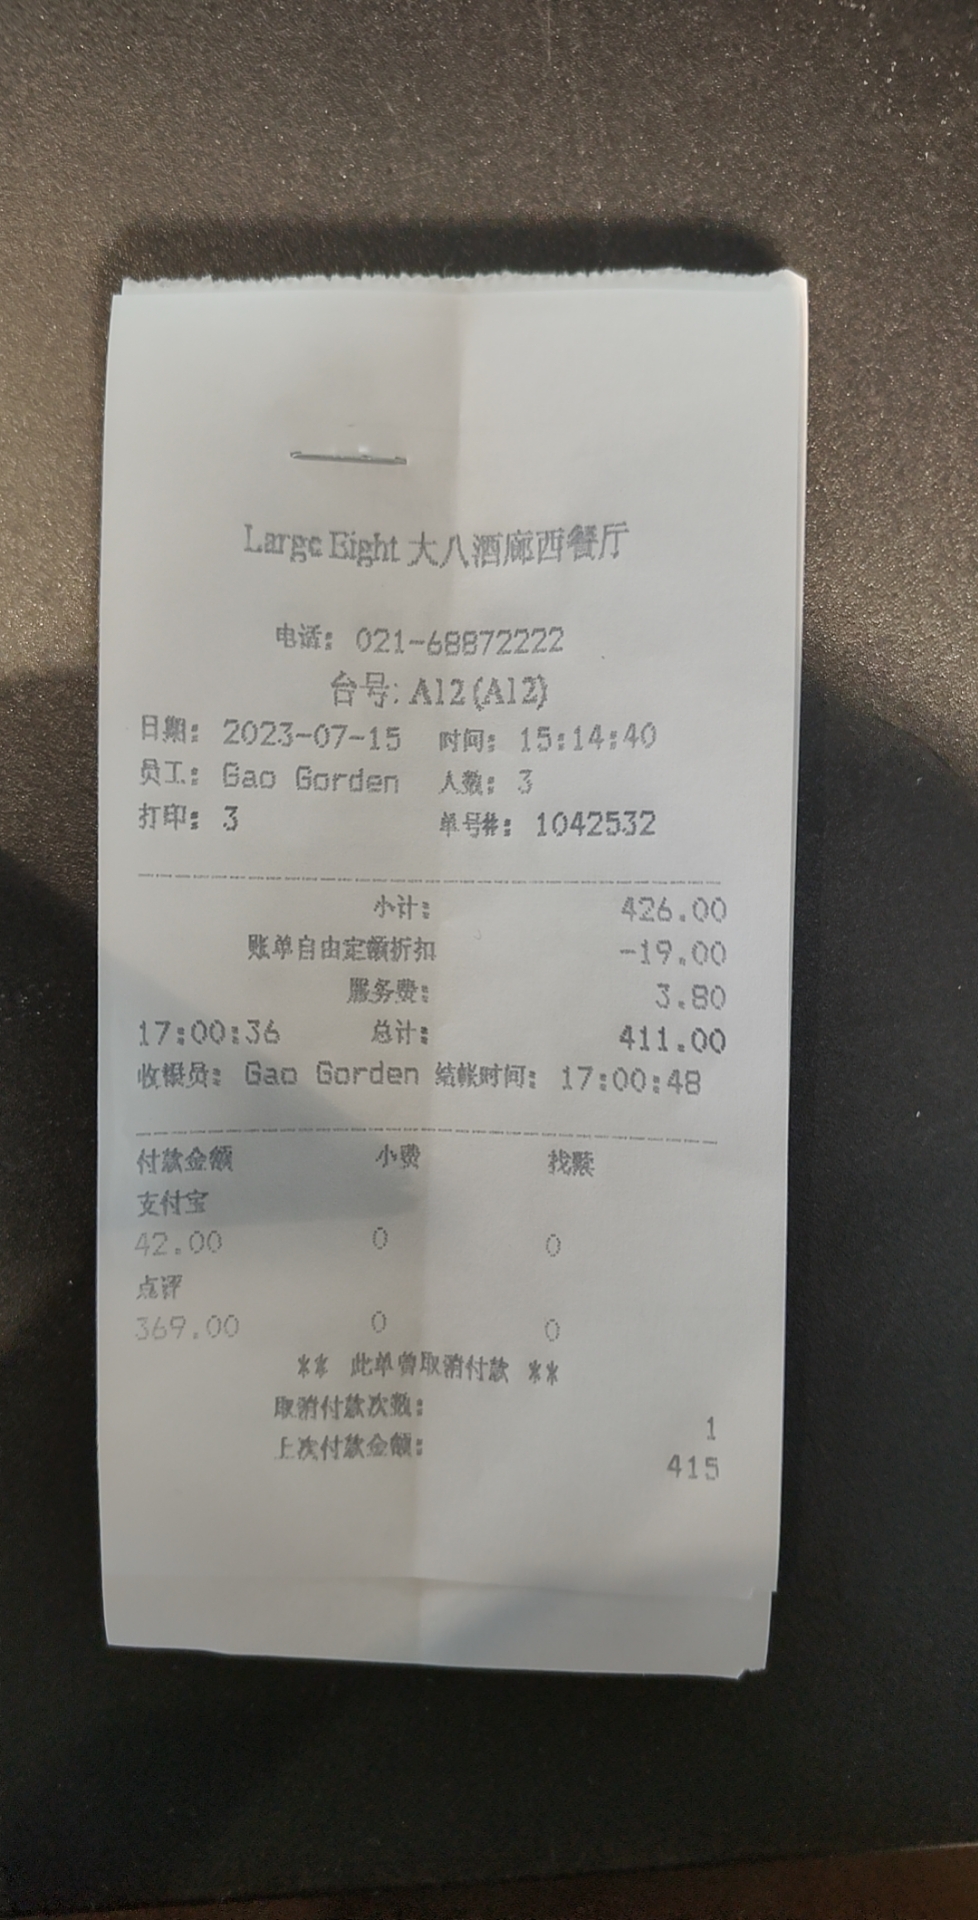 Large Eight 大八酒廊西餐厅
电话: 021-68872222
台号: A12(A12)
日期: 2023-07-15 时间: 15:14:40
员工: Gao Gorden 人数: 3
打印: 3 单号#: 1042532
小计: 426.00
账单自由定额折扣 -19.00
服务费: 3.80
17:00:36 总计: 411.00
收银员: Gao Gorden 结帐时间: 17:00:48
付款金额 小费 找赎
支付宝
42.00 0 0
点评
369.00 0 0
** 此单曾取消付款 **
取消付款次数: 1
上次付款金额: 415